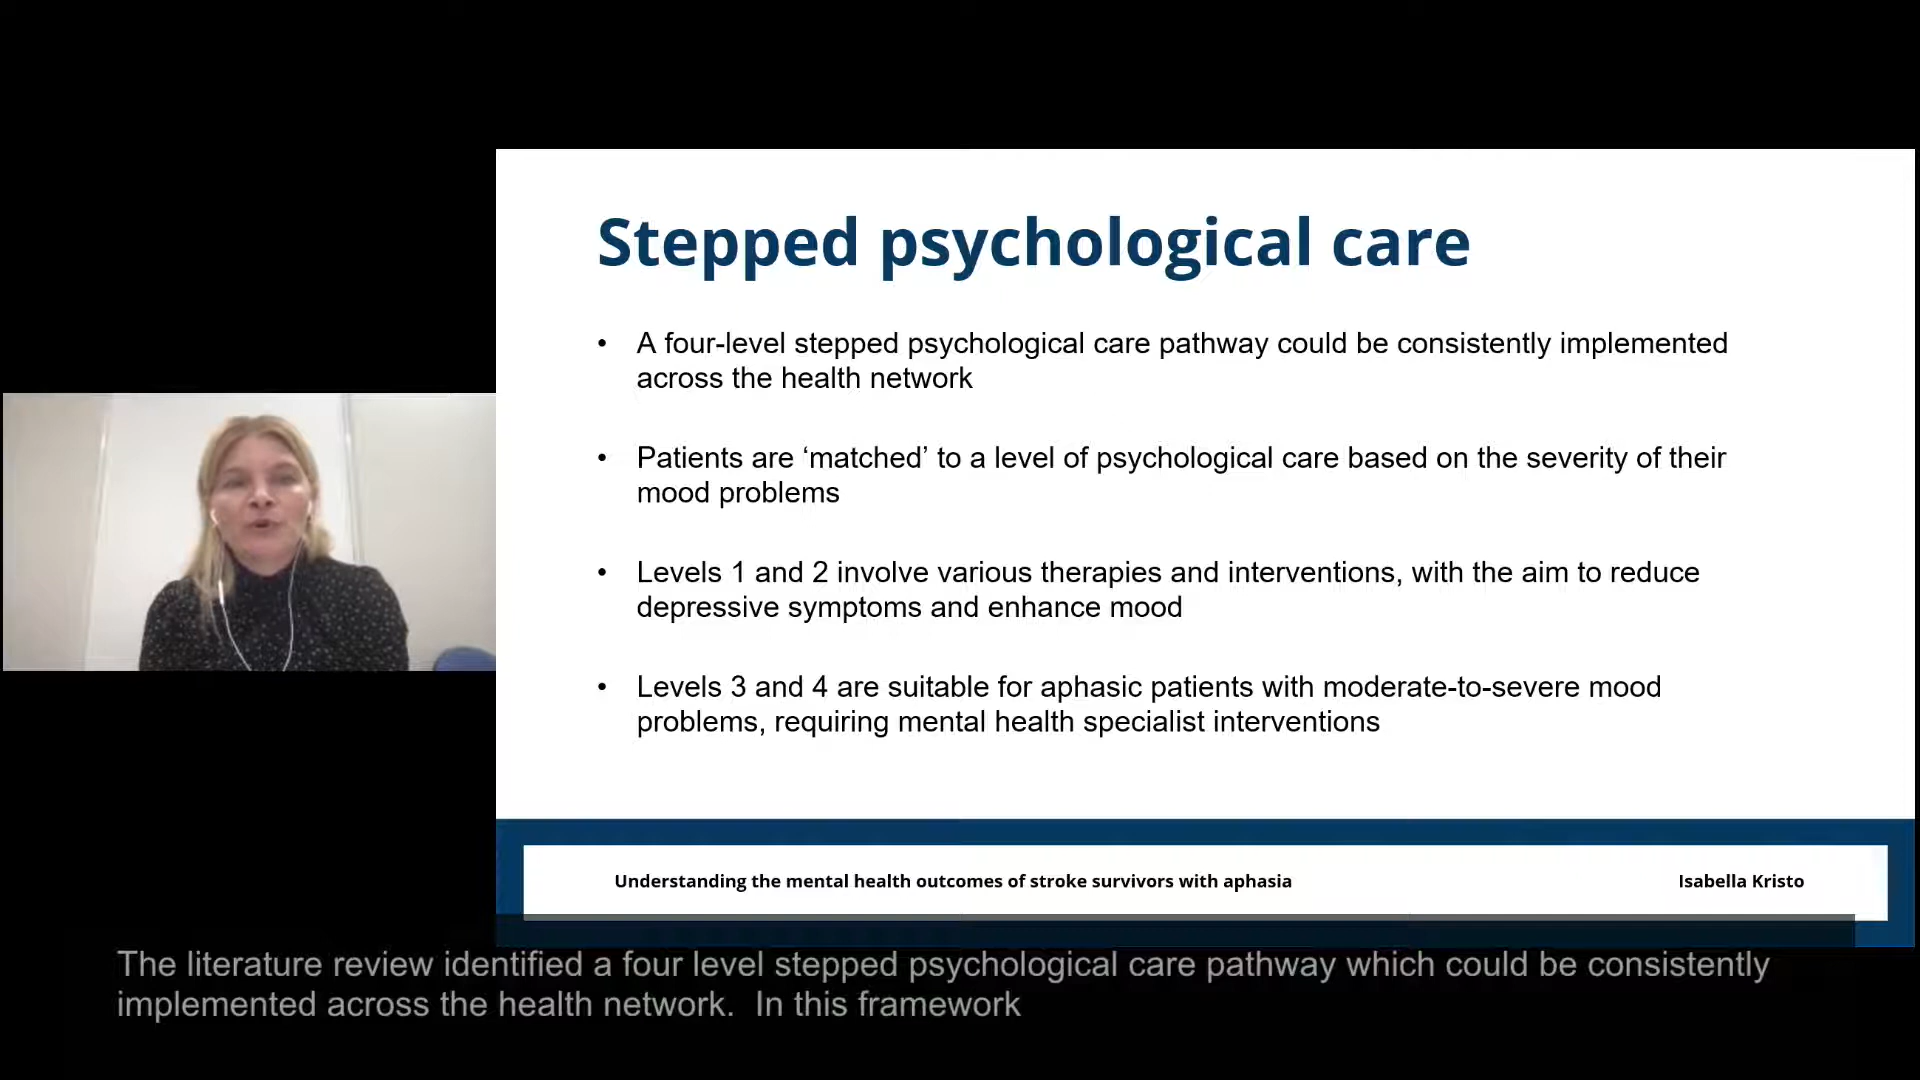 Stepped psychological care
• A four-level stepped psychological care pathway could be consistently implemented
across the health network
• Patients are ‘matched’ to a level of psychological care based on the severity of their
mood problems
• Levels 1 and 2 involve various therapies and interventions, with the aim to reduce
depressive symptoms and enhance mood
• Levels 3 and 4 are suitable for aphasic patients with moderate-to-severe mood
problems, requiring mental health specialist interventions
Understanding the mental health outcomes of stroke survivors with aphasia
Isabella Kristo
The literature review identified a four level stepped psychological care pathway which could be consistently
implemented across the health network.  In this framework